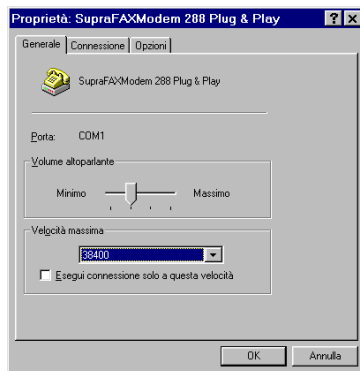 Proprietà: SupraFAXModem 288 Plug & Play
Generale Connessione Opzioni
SupraFAXModem 288 Plug & Play
Porta: COM1
Volume altoparlante
Minimo Massimo
Velocità massima
38400
Esegui connessione solo a questa velocità
OK Annulla